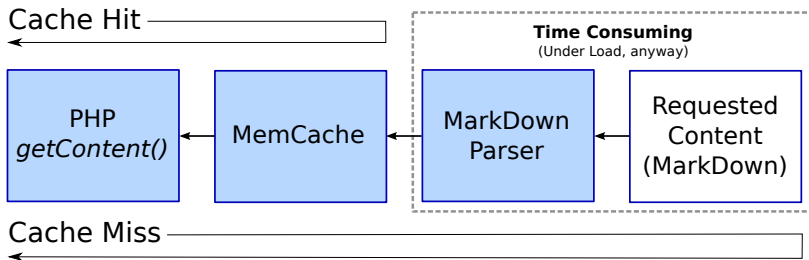 Cache Hit
Time Consuming
(Under Load, anyway)
PHP
getContent()
MemCache
MarkDown
Parser
Requested
Content
(MarkDown)
Cache Miss